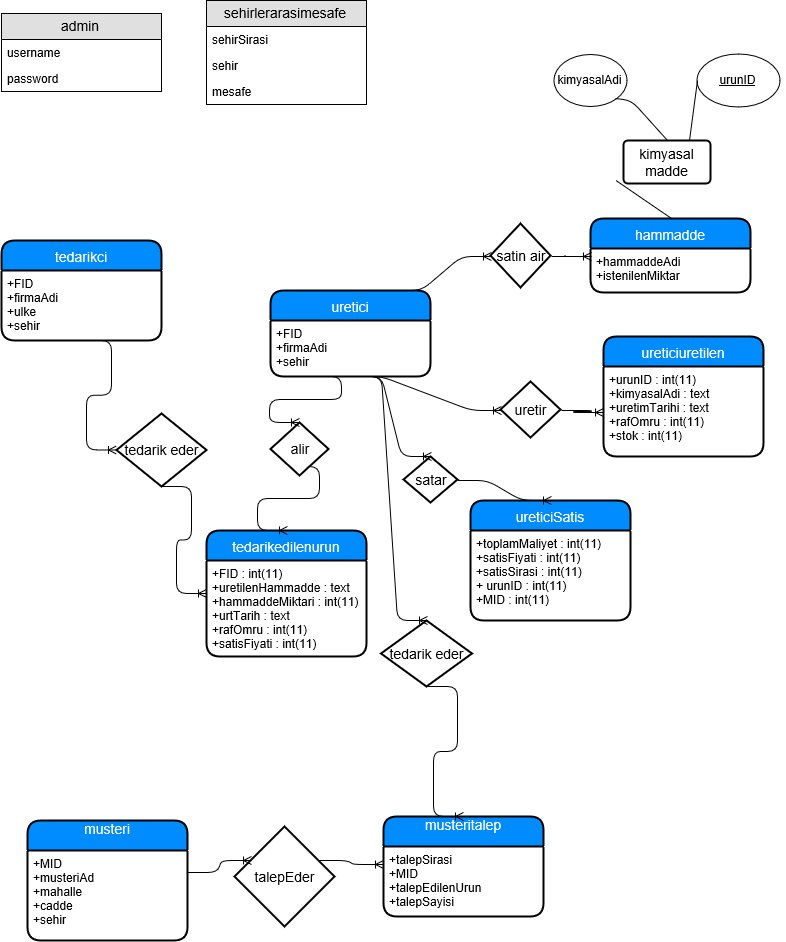 admin
username
password
sehirlerarasimesafe
sehirSirasi
sehir
mesafe
kimyasalAdi
urunID
kimyasal
madde
hammadde
+hammaddeAdi
+istenilenMiktar
satin air
tedarikci
+FID
+firmaAdi
+ulke
+sehir
uretici
+FID
+firmaAdi
+sehir
ureticiuretilen
+urunID : int(11)
+kimyasalAdi : text
+uretimTarihi : text
+rafOmru : int(11)
+stok : int(11)
uretir
tedarik eder
alir
satar
ureticiSatis
+toplamMaliyet : int(11)
+satisFiyati : int(11)
+satisSirasi : int(11)
+ urunID : int(11)
+MID : int(11)
tedarikedilenurun
+FID : int(11)
+uretilenHammadde : text
+hammaddeMiktari : int(11)
+urtTarih : text
+rafOmru : int(11)
+satisFiyati : int(11)
tedarik eder
musteri
+MID
+musteriAd
+mahalle
+cadde
+sehir
talepEder
musteritalep
+talepSirasi
+MID
+talepEdilenUrun
+talepSayisi